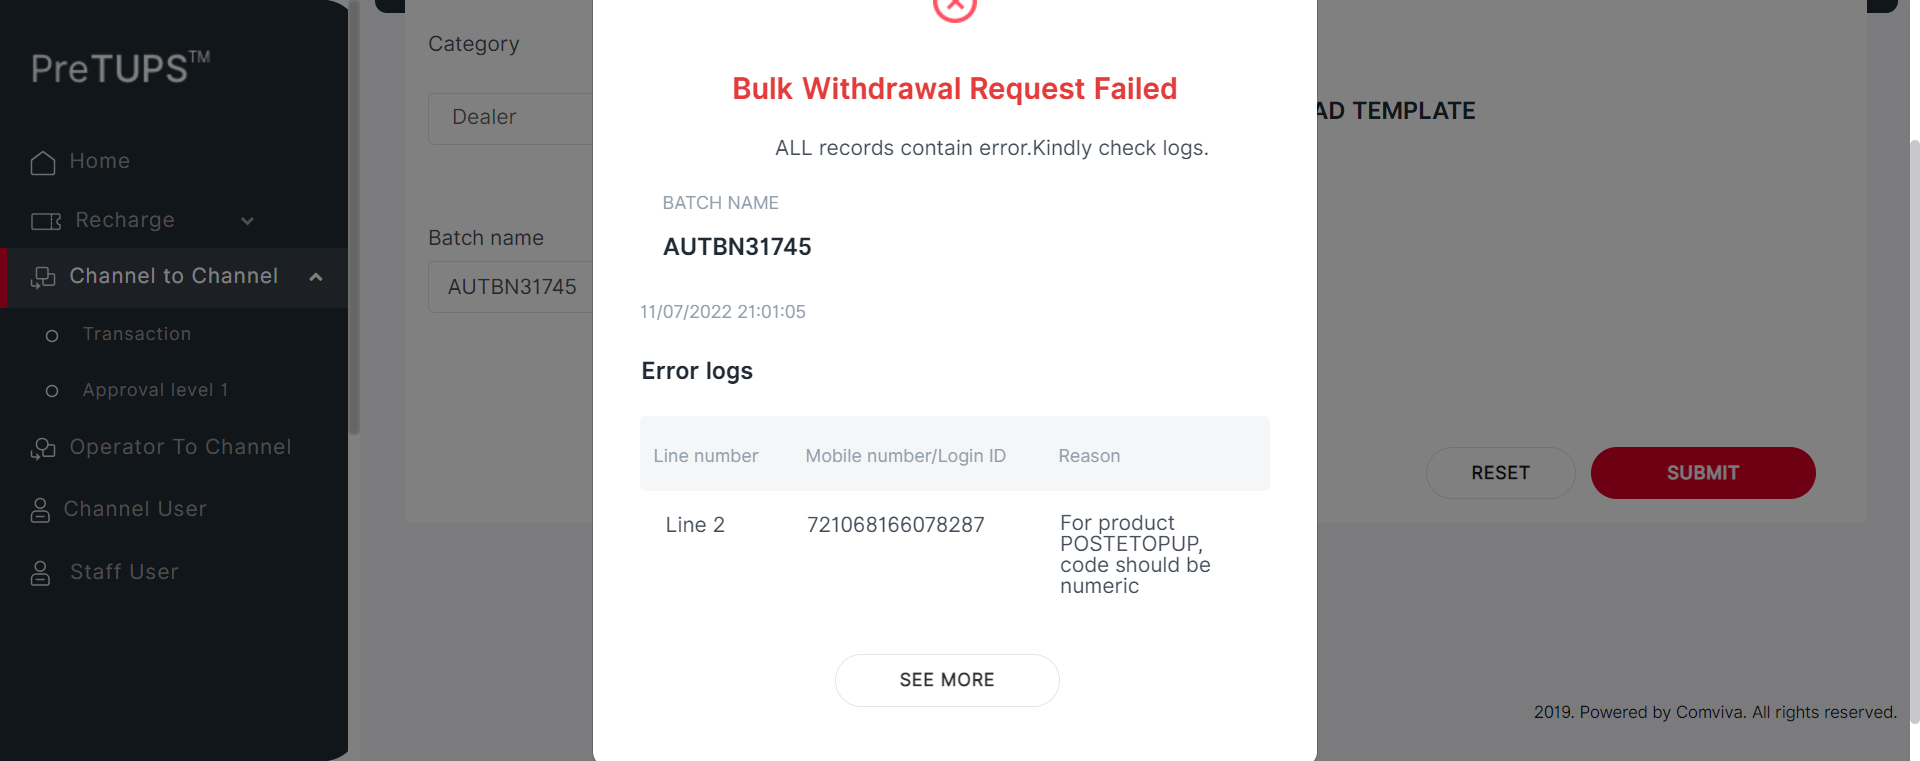 PreTUPS™
Home
Recharge
Channel to Channel
Transaction
Approval level 1
Operator To Channel
Channel User
Staff User
Category
Dealer
Batch name
AUTBN31745
AD TEMPLATE
RESET
SUBMIT
Bulk Withdrawal Request Failed
ALL records contain error.Kindly check logs.
BATCH NAME
AUTBN31745
11/07/2022 21:01:05
Error logs
Line number Mobile number/Login ID Reason
Line 2 721068166078287 For product
POSTETOPUP,
code should be
numeric
SEE MORE
2019. Powered by Comviva. All rights reserved.